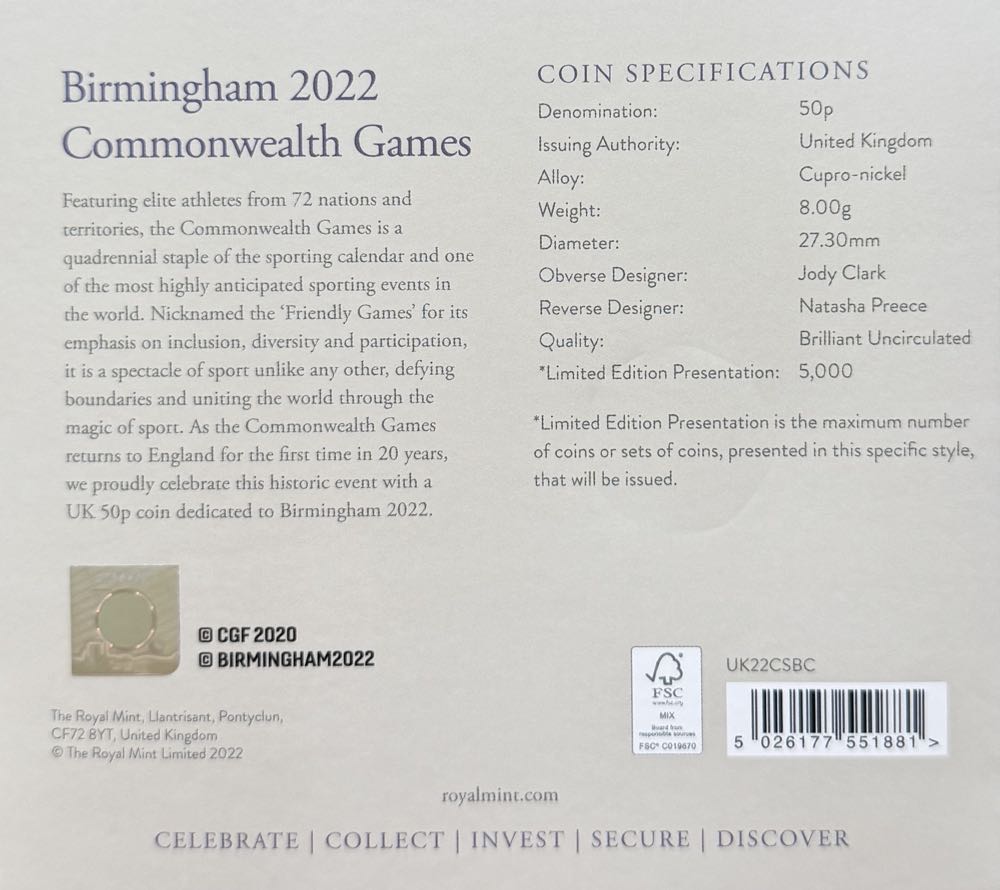 Birmingham 2022
Commonwealth Games
Featuring elite athletes from 72 nations and
territories, the Commonwealth Games is a
quadrennial staple of the sporting calendar and one
of the most highly anticipated sporting events in
the world. Nicknamed the ‘Friendly Games’ for its
emphasis on inclusion, diversity and participation,
it is a spectacle of sport unlike any other, defying
boundaries and uniting the world through the
magic of sport. As the Commonwealth Games
returns to England for the first time in 20 years,
we proudly celebrate this historic event with a
UK 50p coin dedicated to Birmingham 2022.
COIN SPECIFICATIONS
Denomination: 50p
Issuing Authority: United Kingdom
Alloy: Cupro-nickel
Weight: 8.00g
Diameter: 27.30mm
Obverse Designer: Jody Clark
Reverse Designer: Natasha Preece
Quality: Brilliant Uncirculated
*Limited Edition Presentation: 5,000
*Limited Edition Presentation is the maximum number
of coins or sets of coins, presented in this specific style,
that will be issued.
© CGF 2020
© BIRMINGHAM2022
The Royal Mint, Llantrisant, Pontyclun,
CF72 8YT, United Kingdom
© The Royal Mint Limited 2022
FSC
www.fsc.org
MIX
Board from
responsible sources
FSC® C019670
UK22CSBC
5 026177 551881 >
royalmint.com
CELEBRATE | COLLECT | INVEST | SECURE | DISCOVER